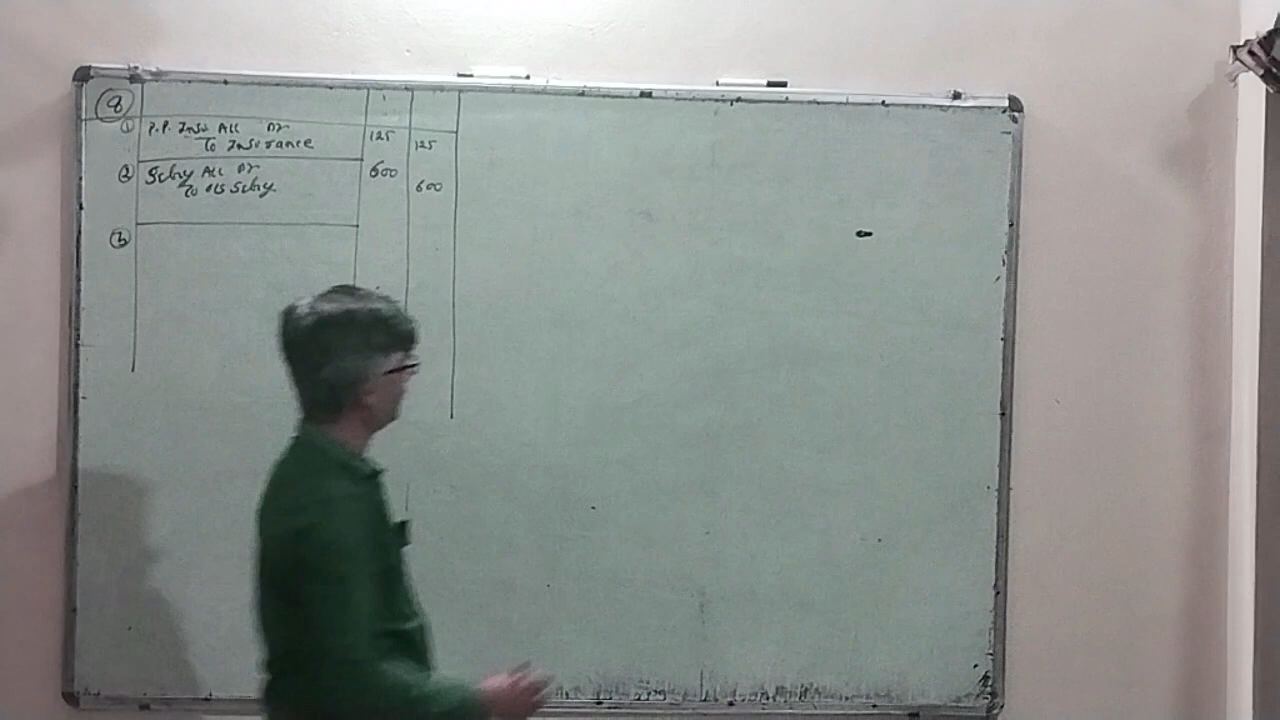 8
1 P.P. Insu A/c Dr 125
To Insurance 125
2 Salary A/c Dr 600
To o/s Salary 600
3